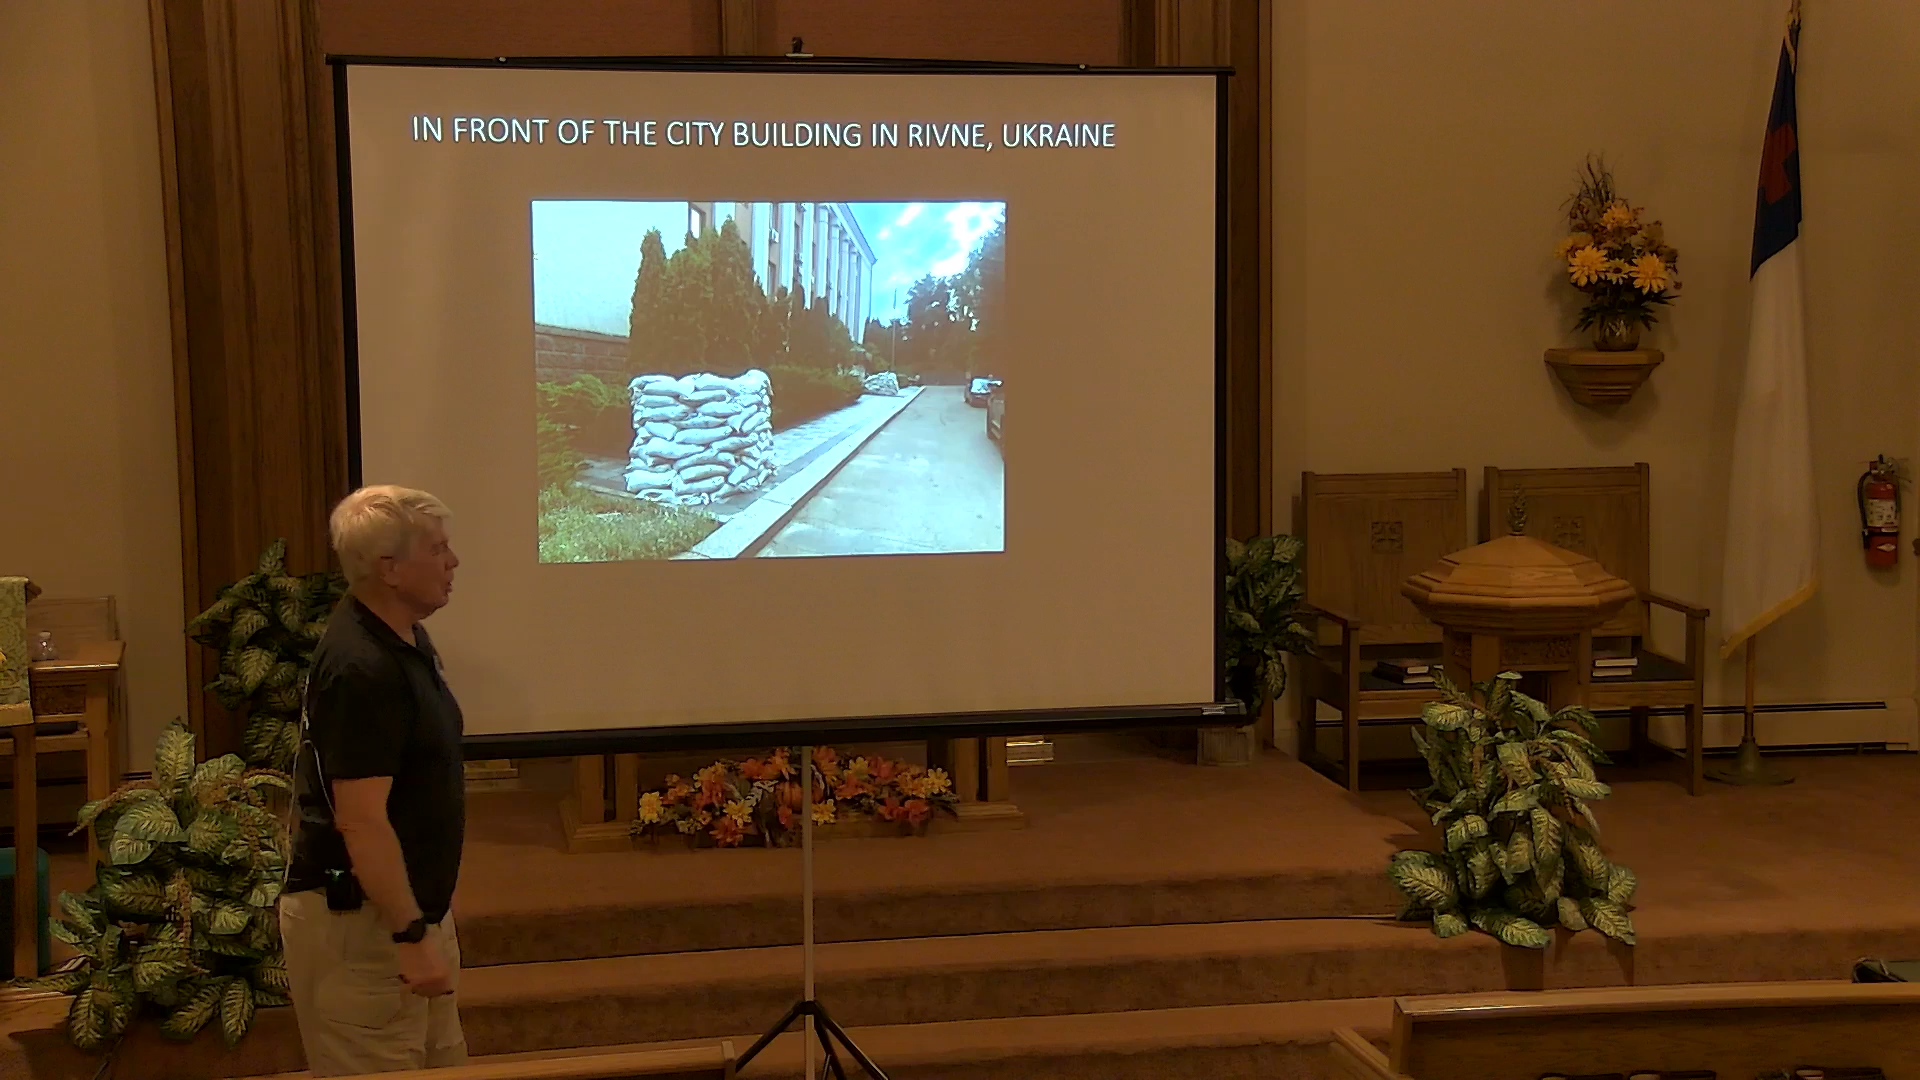 IN FRONT OF THE CITY BUILDING IN RIVNE, UKRAINE